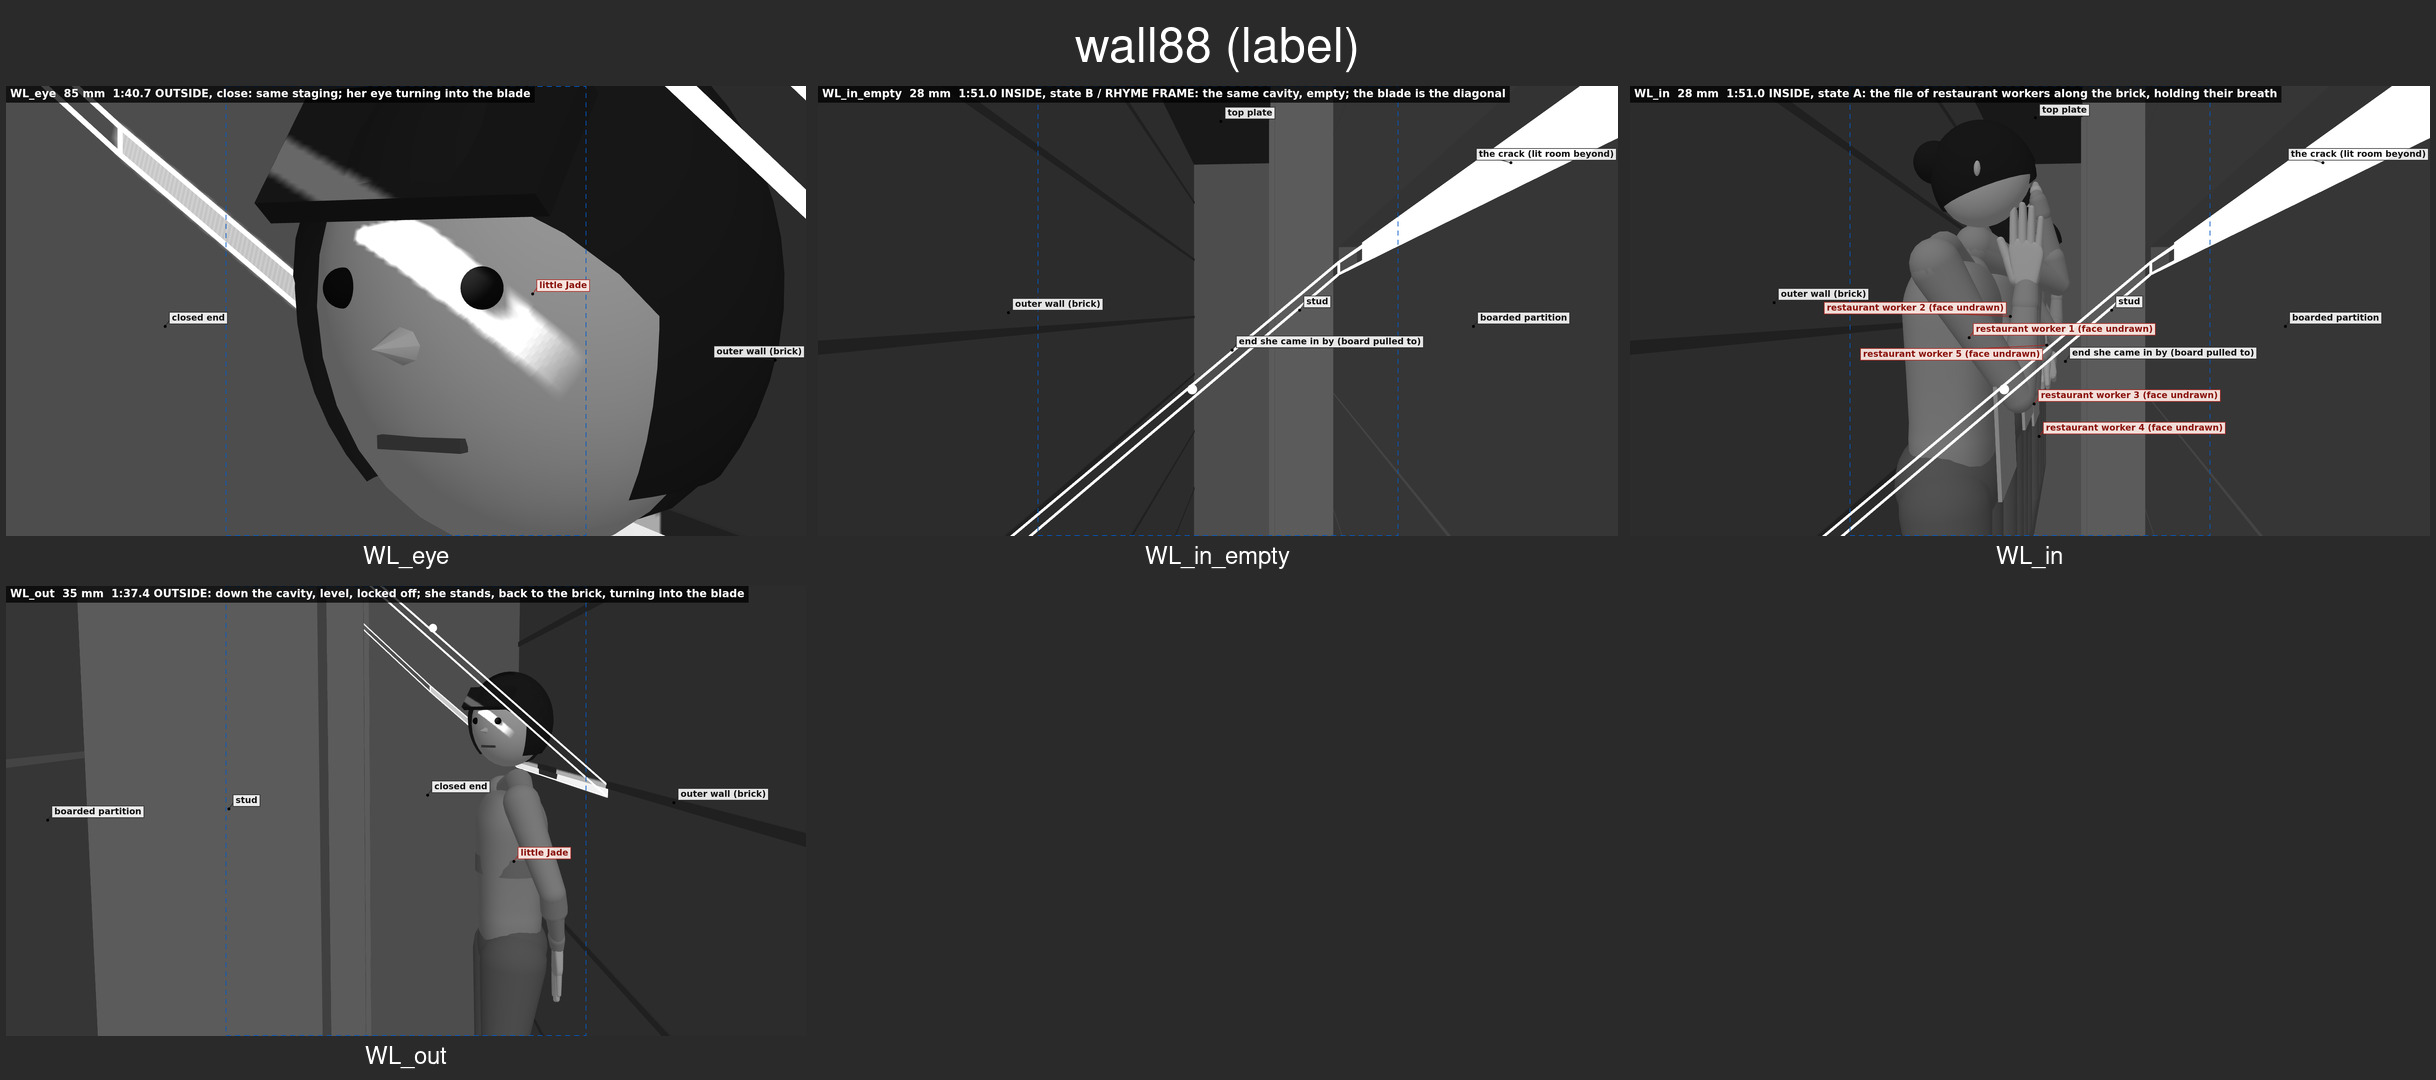 wall88 (label)
WL_eye 85 mm 1:40.7 OUTSIDE, close: same staging; her eye turning into the blade
little Jade
closed end
outer wall (brick)
WL_eye
WL_in_empty 28 mm 1:51.0 INSIDE, state B / RHYME FRAME: the same cavity, empty; the blade is the diagonal
top plate
the crack (lit room beyond)
outer wall (brick)
stud
boarded partition
end she came in by (board pulled to)
WL_in_empty
WL_in 28 mm 1:51.0 INSIDE, state A: the file of restaurant workers along the brick, holding their breath
top plate
the crack (lit room beyond)
outer wall (brick)
stud
restaurant worker 2 (face undrawn)
boarded partition
restaurant worker 1 (face undrawn)
restaurant worker 5 (face undrawn)
end she came in by (board pulled to)
restaurant worker 3 (face undrawn)
restaurant worker 4 (face undrawn)
WL_in
WL_out 35 mm 1:37.4 OUTSIDE: down the cavity, level, locked off; she stands, back to the brick, turning into the blade
closed end
outer wall (brick)
stud
boarded partition
little Jade
WL_out